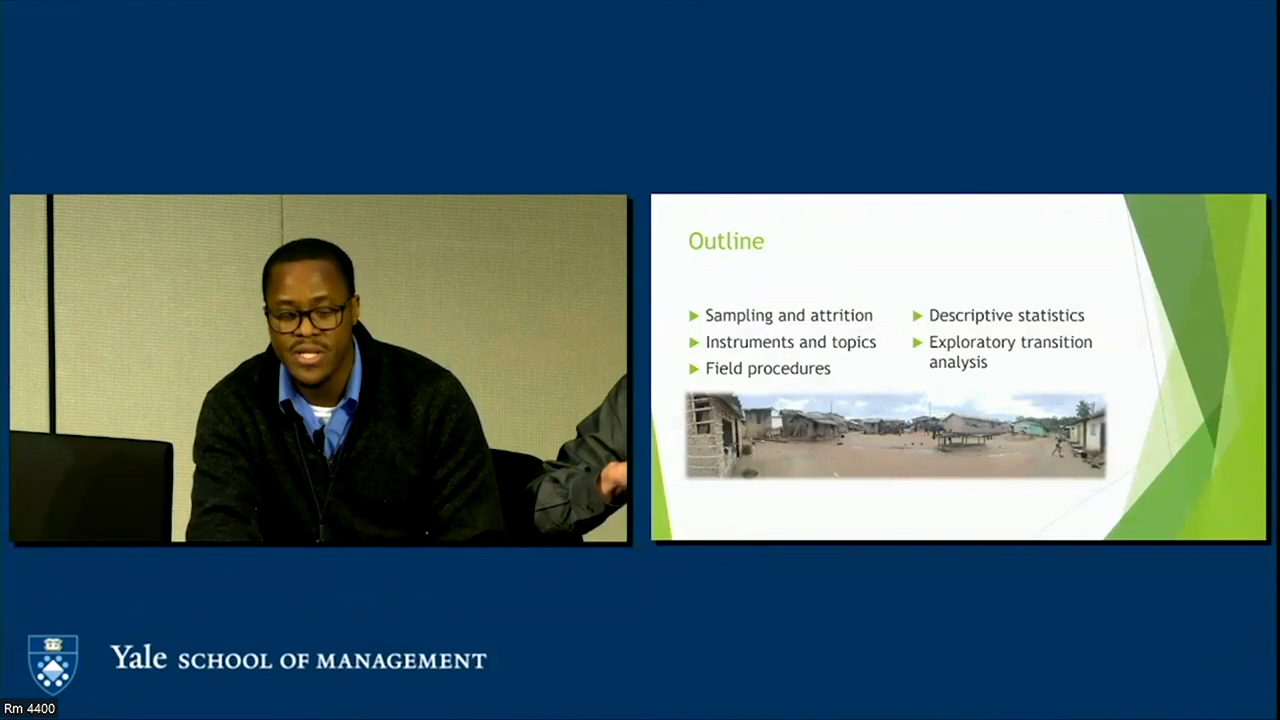 Outline
Sampling and attrition
Instruments and topics
Field procedures
Descriptive statistics
Exploratory transition
analysis
Yale SCHOOL OF MANAGEMENT
Rm 4400